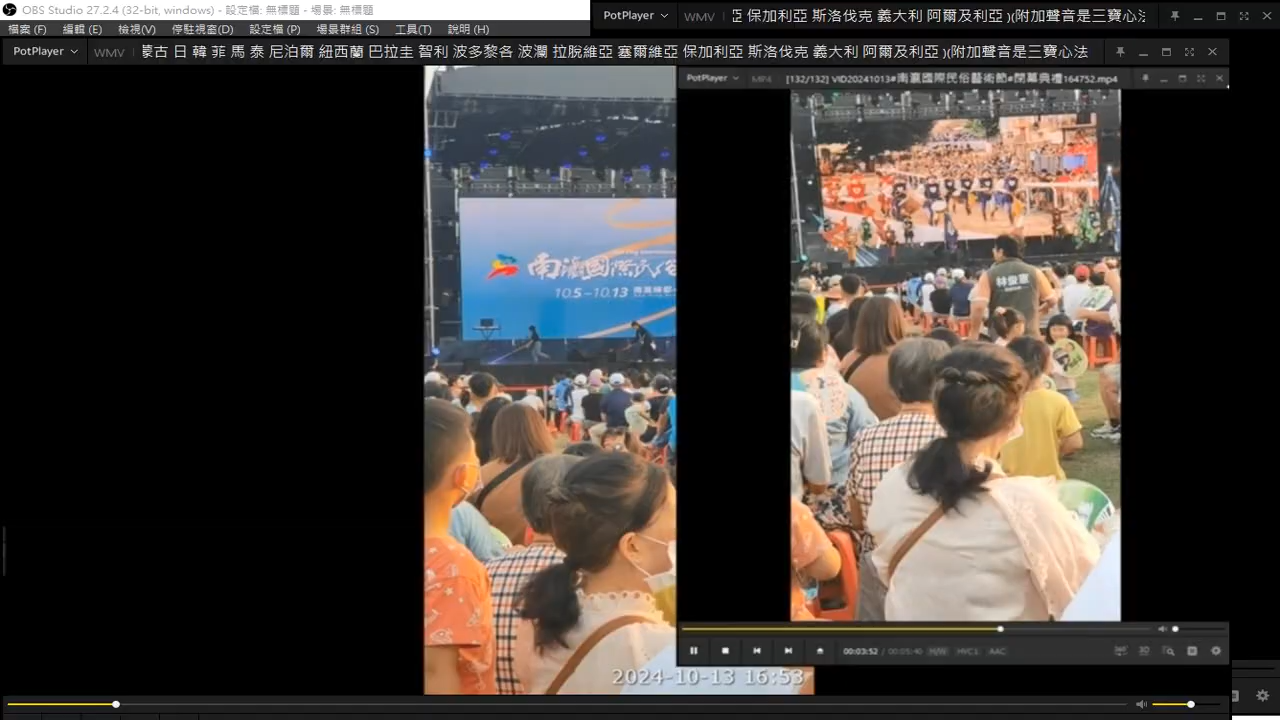 OBS Studio 27.2.4 (32-bit, windows) - 設定檔: 無標題 - 場景: 無標題
檔案 (F) 編輯 (E) 檢視(V) 停駐視窗(D) 設定檔 (P) 場景群組 (S) 工具(T) 說明 (H)
PotPlayer WMV 保加利亞 斯洛伐克 義大利 阿爾及利亞 )(附加聲音是三寶心法
PotPlayer WMV 蒙古 日 韓 菲 馬 泰 尼泊爾 紐西蘭 巴拉圭 智利 波多黎各 波瀾 拉脫維亞 塞爾維亞 保加利亞 斯洛伐克 義大利 阿爾及利亞 )(附加聲音是三寶心法
PotPlayer MP4 [132/132] VID20241013#南瀛國際民俗藝術節#閉幕典禮164752.mp4
南瀛國際民俗
10.5–10.13
林俊憲
00:03:52 / 00:05:40 H/W HVC1 AAC
360° 3D
2024-10-13 16:53